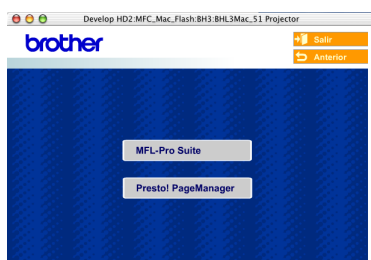 Develop HD2:MFC_Mac_Flash:BH3:BHL3Mac_51 Projector
brother
Salir
Anterior
MFL-Pro Suite
Presto! PageManager